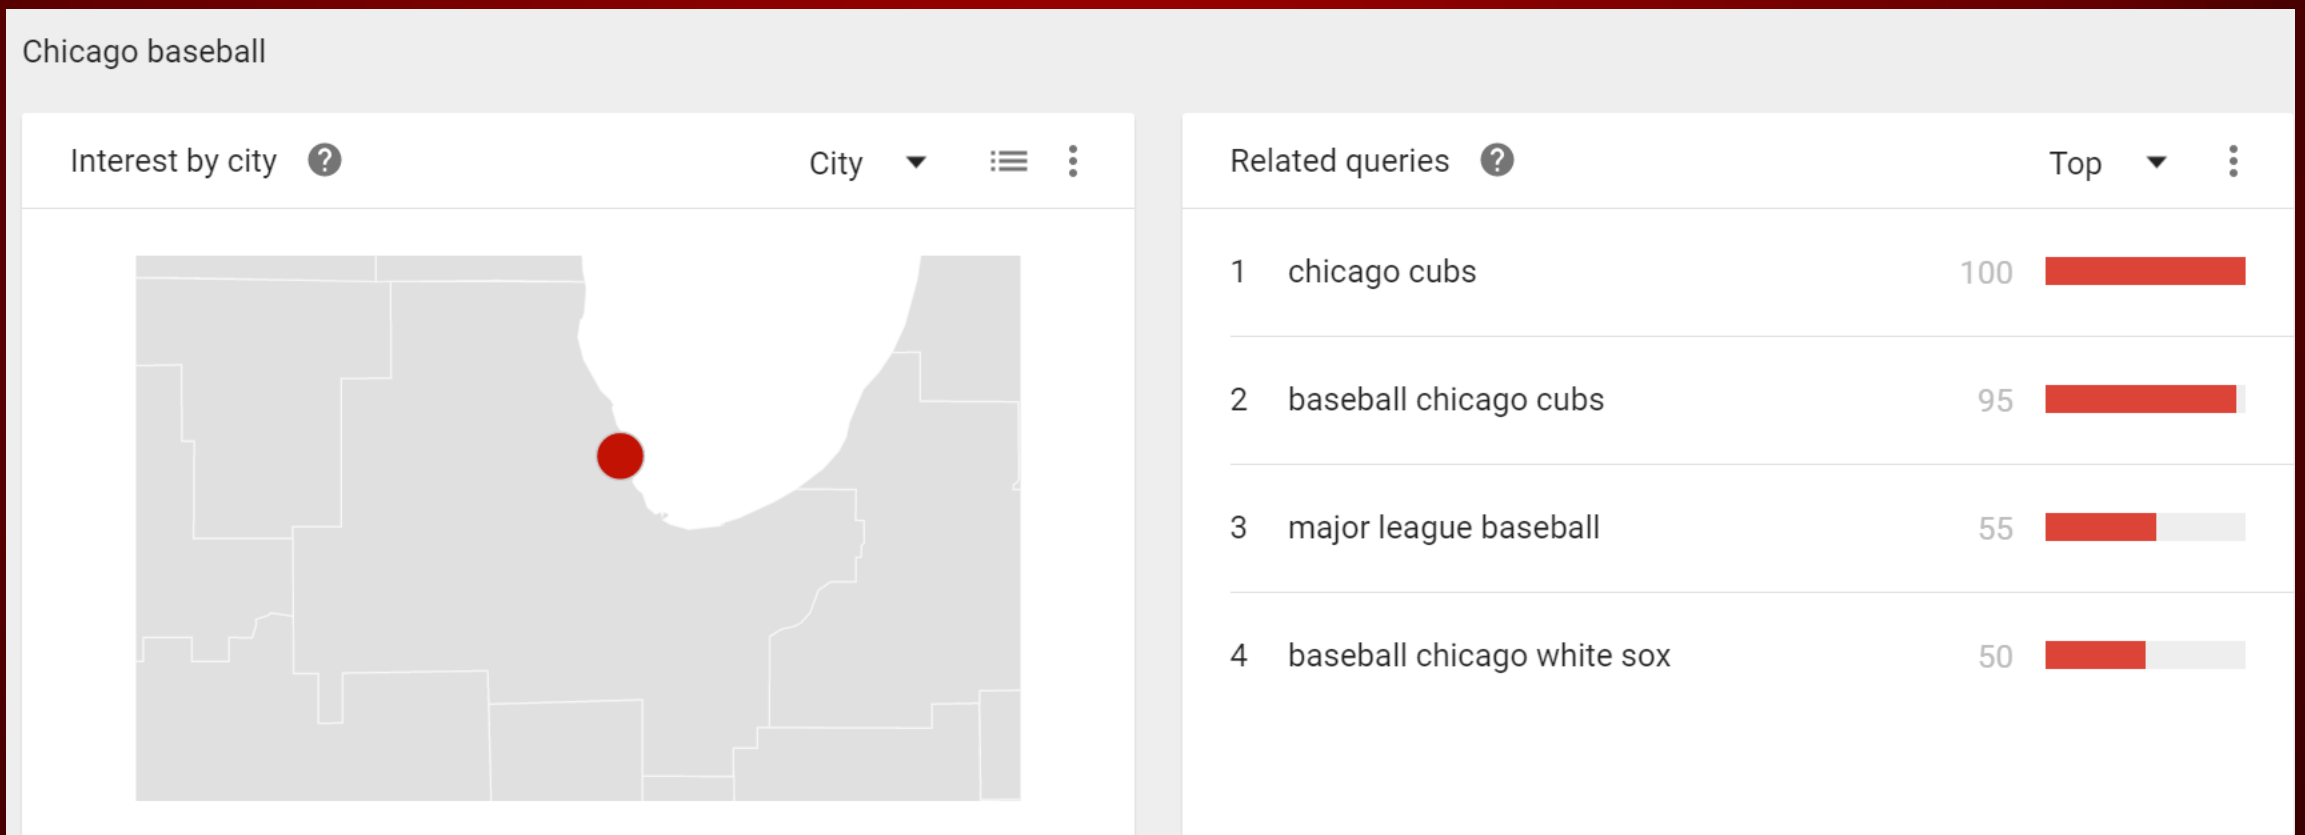 Chicago baseball
Interest by city
City
Related queries
Top
1 chicago cubs 100
2 baseball chicago cubs 95
3 major league baseball 55
4 baseball chicago white sox 50